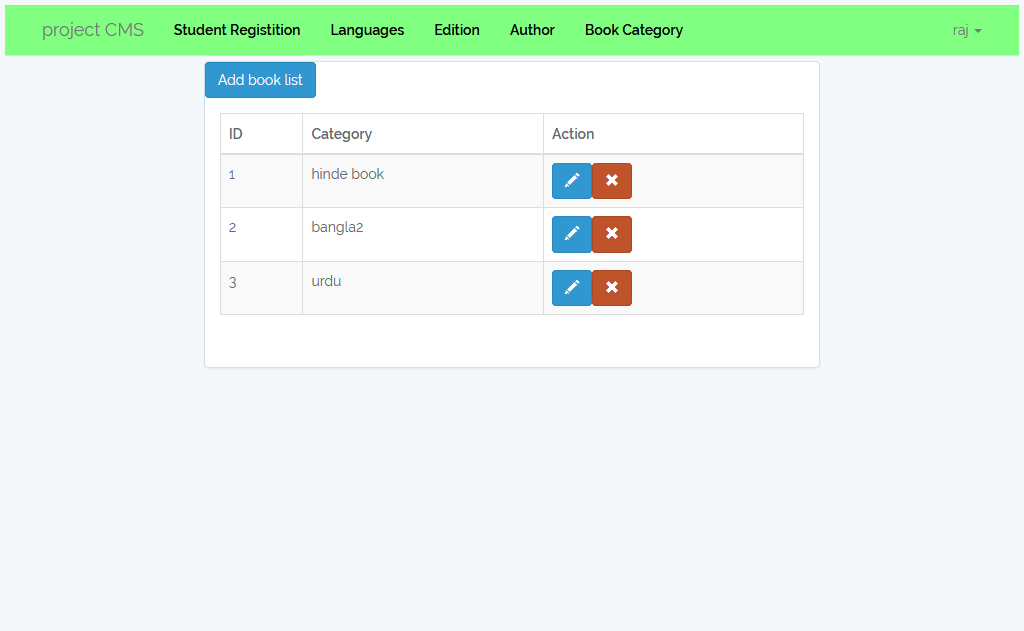 project CMS Student Registition Languages Edition Author Book Category raj
Add book list
ID Category Action
1 hinde book
2 bangla2
3 urdu